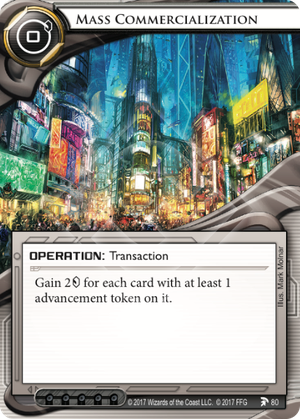 Mass Commercialization
0
OPERATION: Transaction
Gain 2 for each card with at least 1
advancement token on it.
Illus. Mark Molnar
© 2017 Wizards of the Coast LLC. © 2017 FFG
80